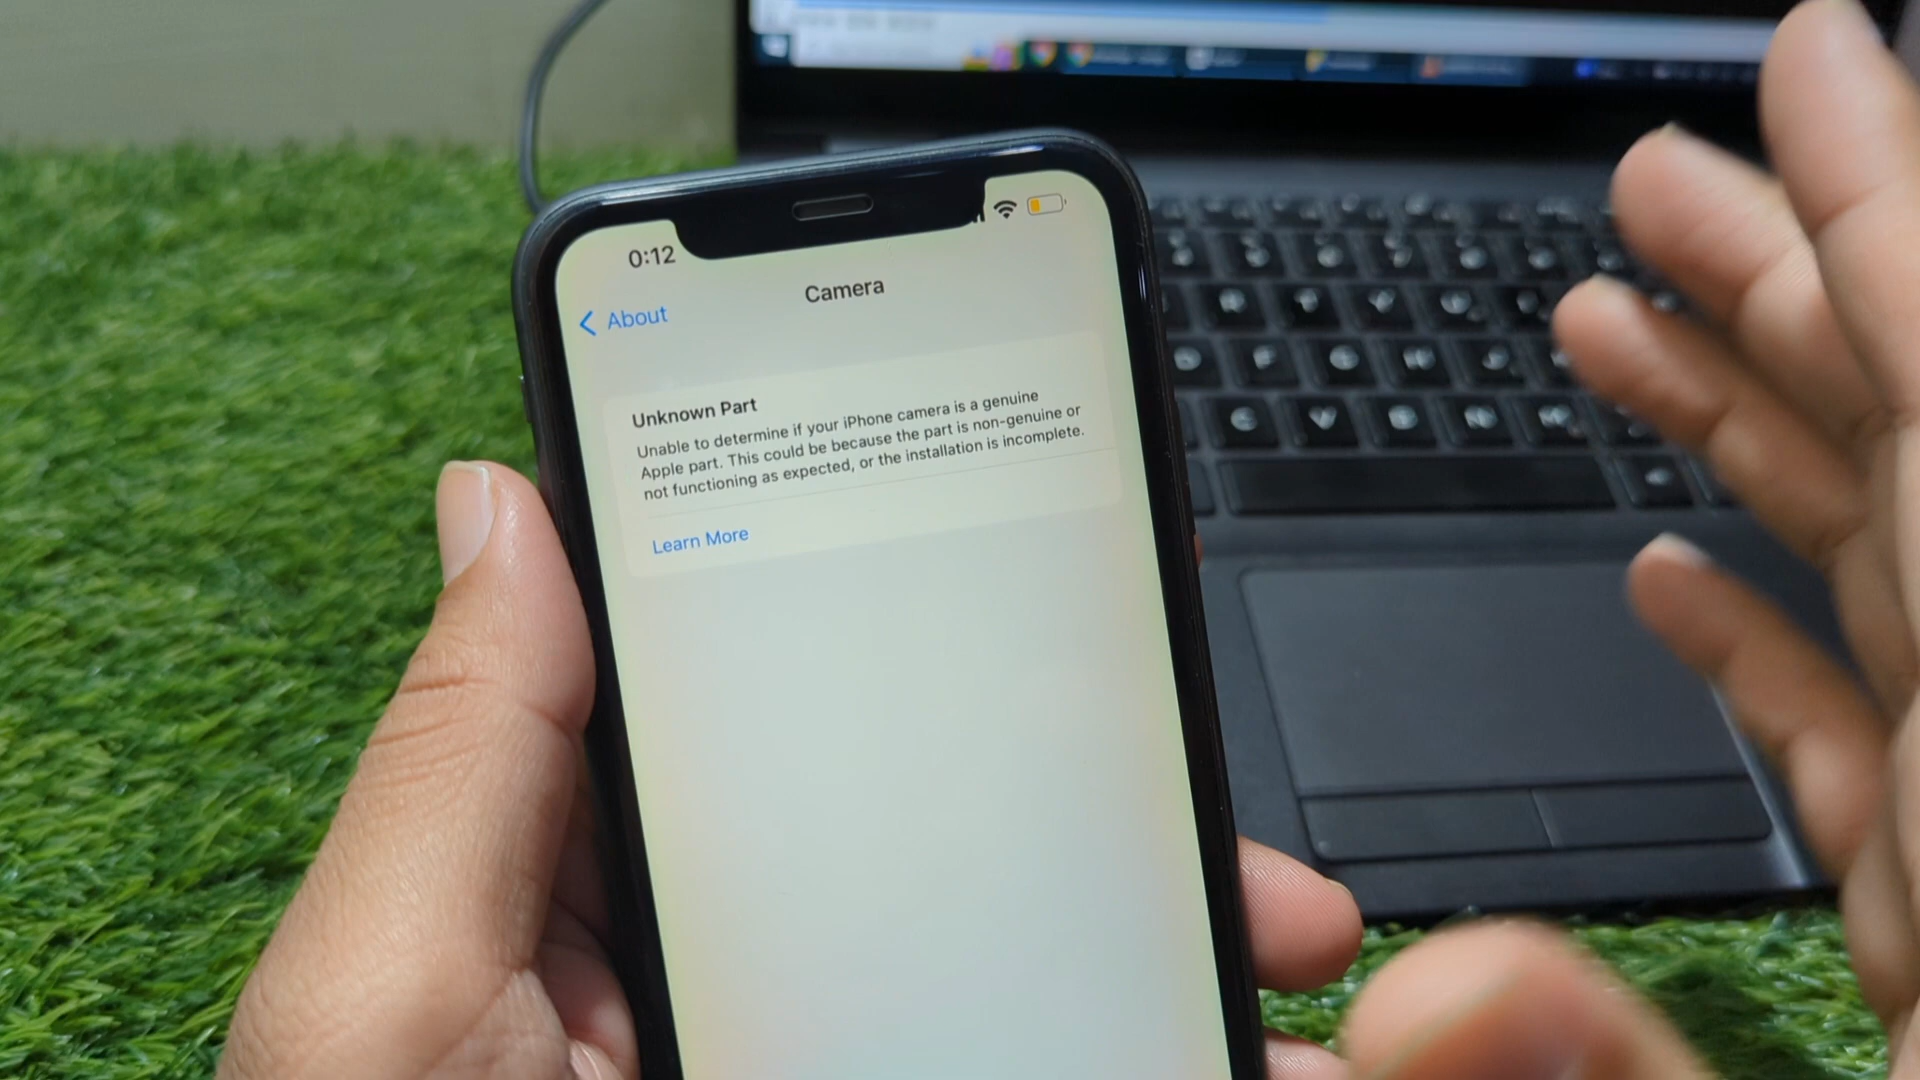 0:12
About
Camera
Unknown Part
Unable to determine if your iPhone camera is a genuine
Apple part. This could be because the part is non-genuine or
not functioning as expected, or the installation is incomplete.
Learn More